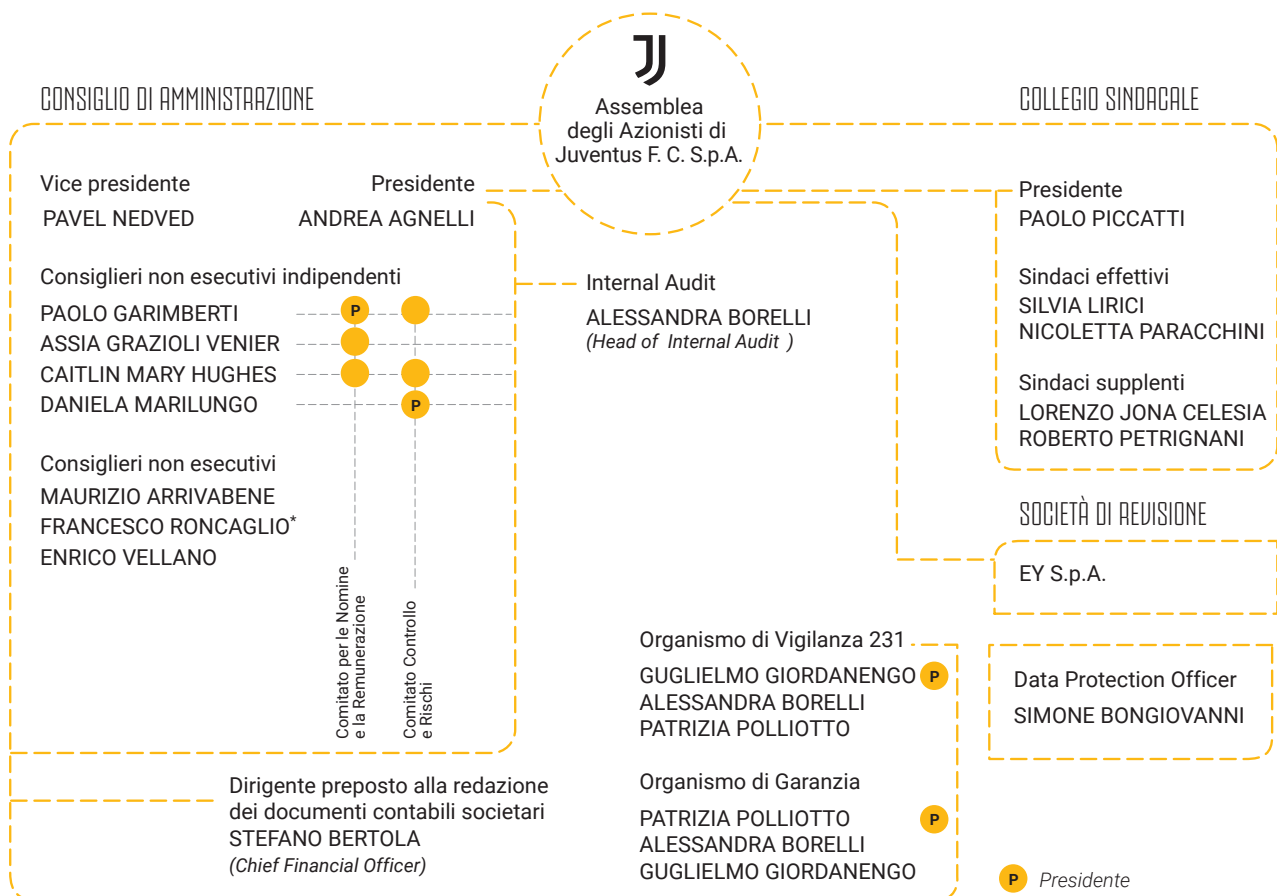 Assemblea
degli Azionisti di
Juventus F. C. S.p.A.
CONSIGLIO DI AMMINISTRAZIONE
Vice presidente
PAVEL NEDVED
Presidente
ANDREA AGNELLI
Consiglieri non esecutivi indipendenti
PAOLO GARIMBERTI
P
ASSIA GRAZIOLI VENIER
CAITLIN MARY HUGHES
DANIELA MARILUNGO
P
Consiglieri non esecutivi
MAURIZIO ARRIVABENE
FRANCESCO RONCAGLIO*
ENRICO VELLANO
Comitato per le Nomine
e la Remunerazione
Comitato Controllo
e Rischi
Dirigente preposto alla redazione
dei documenti contabili societari
STEFANO BERTOLA
(Chief Financial Officer)
Internal Audit
ALESSANDRA BORELLI
(Head of Internal Audit )
Organismo di Vigilanza 231
GUGLIELMO GIORDANENGO P
ALESSANDRA BORELLI
PATRIZIA POLLIOTTO
Organismo di Garanzia
PATRIZIA POLLIOTTO P
ALESSANDRA BORELLI
GUGLIELMO GIORDANENGO
COLLEGIO SINDACALE
Presidente
PAOLO PICCATTI
Sindaci effettivi
SILVIA LIRICI
NICOLETTA PARACCHINI
Sindaci supplenti
LORENZO JONA CELESIA
ROBERTO PETRIGNANI
SOCIETÀ DI REVISIONE
EY S.p.A.
Data Protection Officer
SIMONE BONGIOVANNI
P Presidente